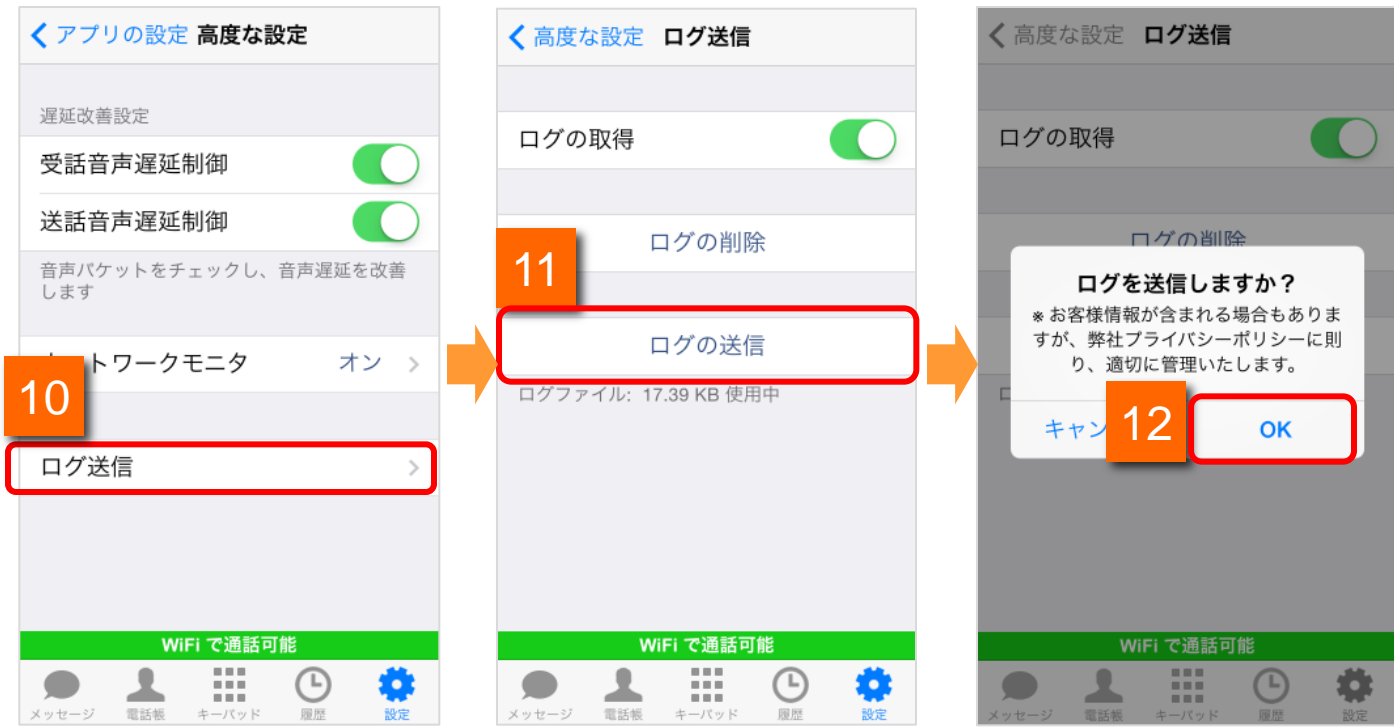 アプリの設定 高度な設定
遅延改善設定
受話音声遅延制御
送話音声遅延制御
音声パケットをチェックし、音声遅延を改善
します
トワークモニタ オン
10
ログ送信
WiFi で通話可能
メッセージ 電話帳 キーパッド 履歴 設定
高度な設定 ログ送信
ログの取得
ログの削除
11
ログの送信
ログファイル: 17.39 KB 使用中
WiFi で通話可能
メッセージ 電話帳 キーパッド 履歴 設定
高度な設定 ログ送信
ログの取得
ログの削除
ログを送信しますか？
※ お客様情報が含まれる場合もありま
すが、弊社プライバシーポリシーに則
り、適切に管理いたします。
キャン 12 OK
WiFi で通話可能
メッセージ 電話帳 キーパッド 履歴 設定